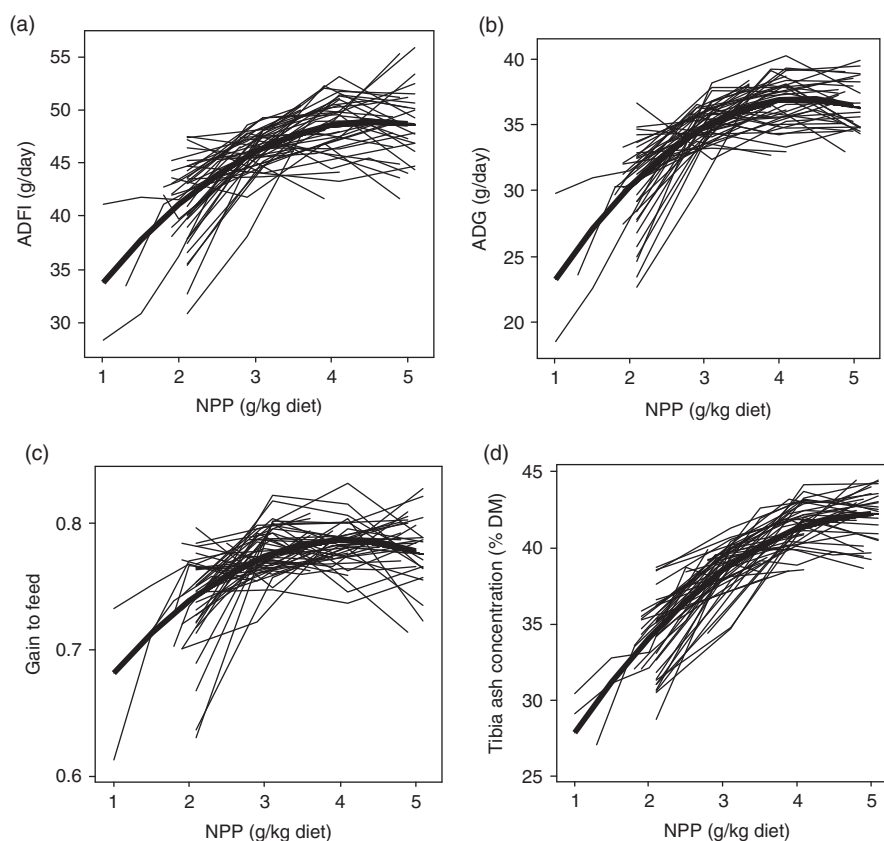 (a)
55
50
45
40
35
30
ADFI (g/day)
1 2 3 4 5
NPP (g/kg diet)
(b)
40
35
30
25
20
ADG (g/day)
1 2 3 4 5
NPP (g/kg diet)
(c)
0.8
0.7
0.6
Gain to feed
1 2 3 4 5
NPP (g/kg diet)
(d)
45
40
35
30
25
Tibia ash concentration (% DM)
1 2 3 4 5
NPP (g/kg diet)